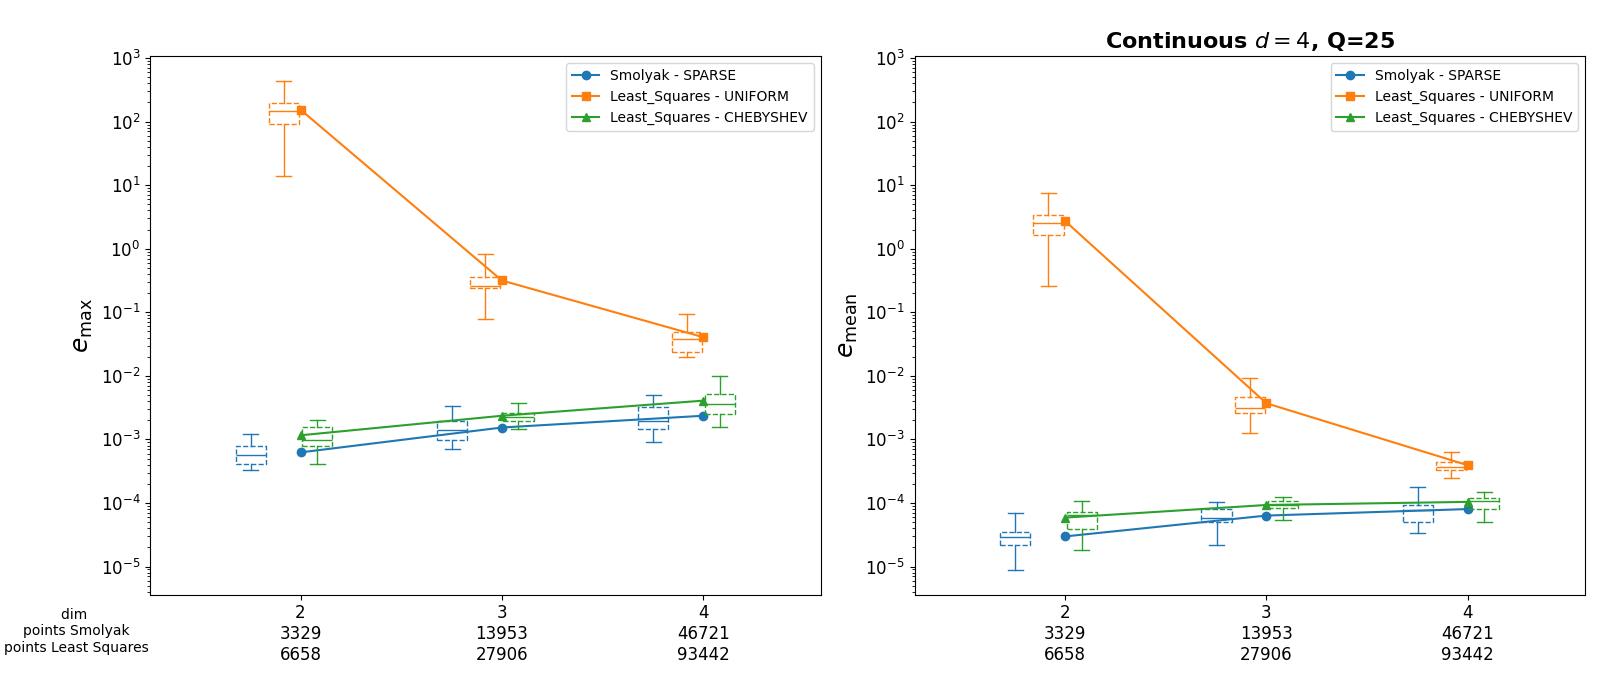 Continuous d = 4, Q=25
10³
10²
10¹
10⁰
10⁻¹
10⁻²
10⁻³
10⁻⁴
10⁻⁵
e_max
Smolyak - SPARSE
Least_Squares - UNIFORM
Least_Squares - CHEBYSHEV
10³
10²
10¹
10⁰
10⁻¹
10⁻²
10⁻³
10⁻⁴
10⁻⁵
e_mean
Smolyak - SPARSE
Least_Squares - UNIFORM
Least_Squares - CHEBYSHEV
dim
points Smolyak
points Least Squares
2 3 4
3329 13953 46721
6658 27906 93442
2 3 4
3329 13953 46721
6658 27906 93442